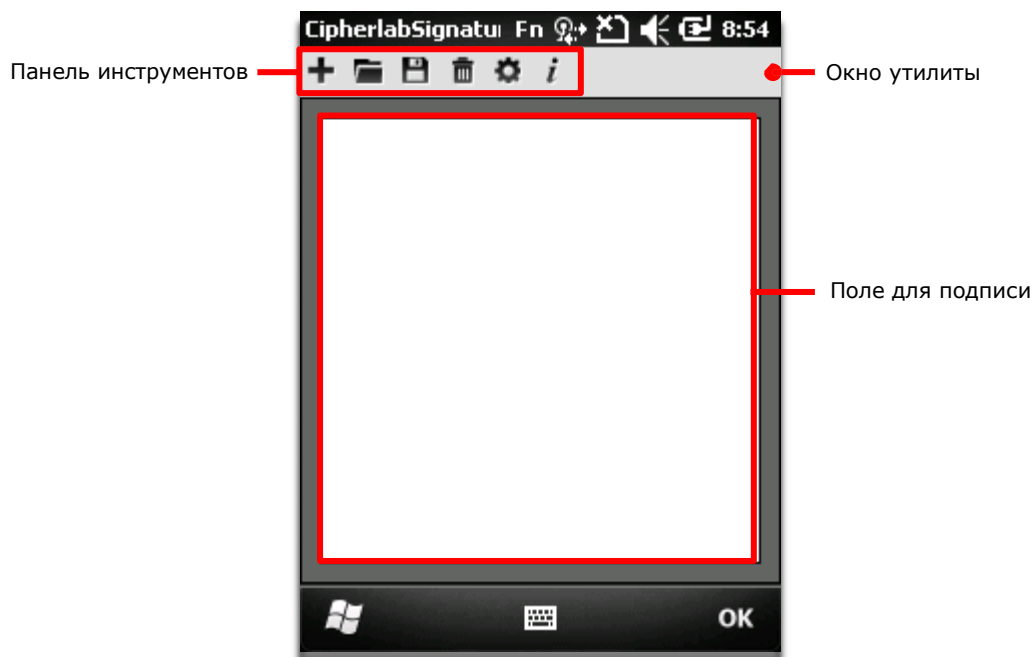 CipherlabSignatu Fn 8:54
Панель инструментов
Окно утилиты
Поле для подписи
OK